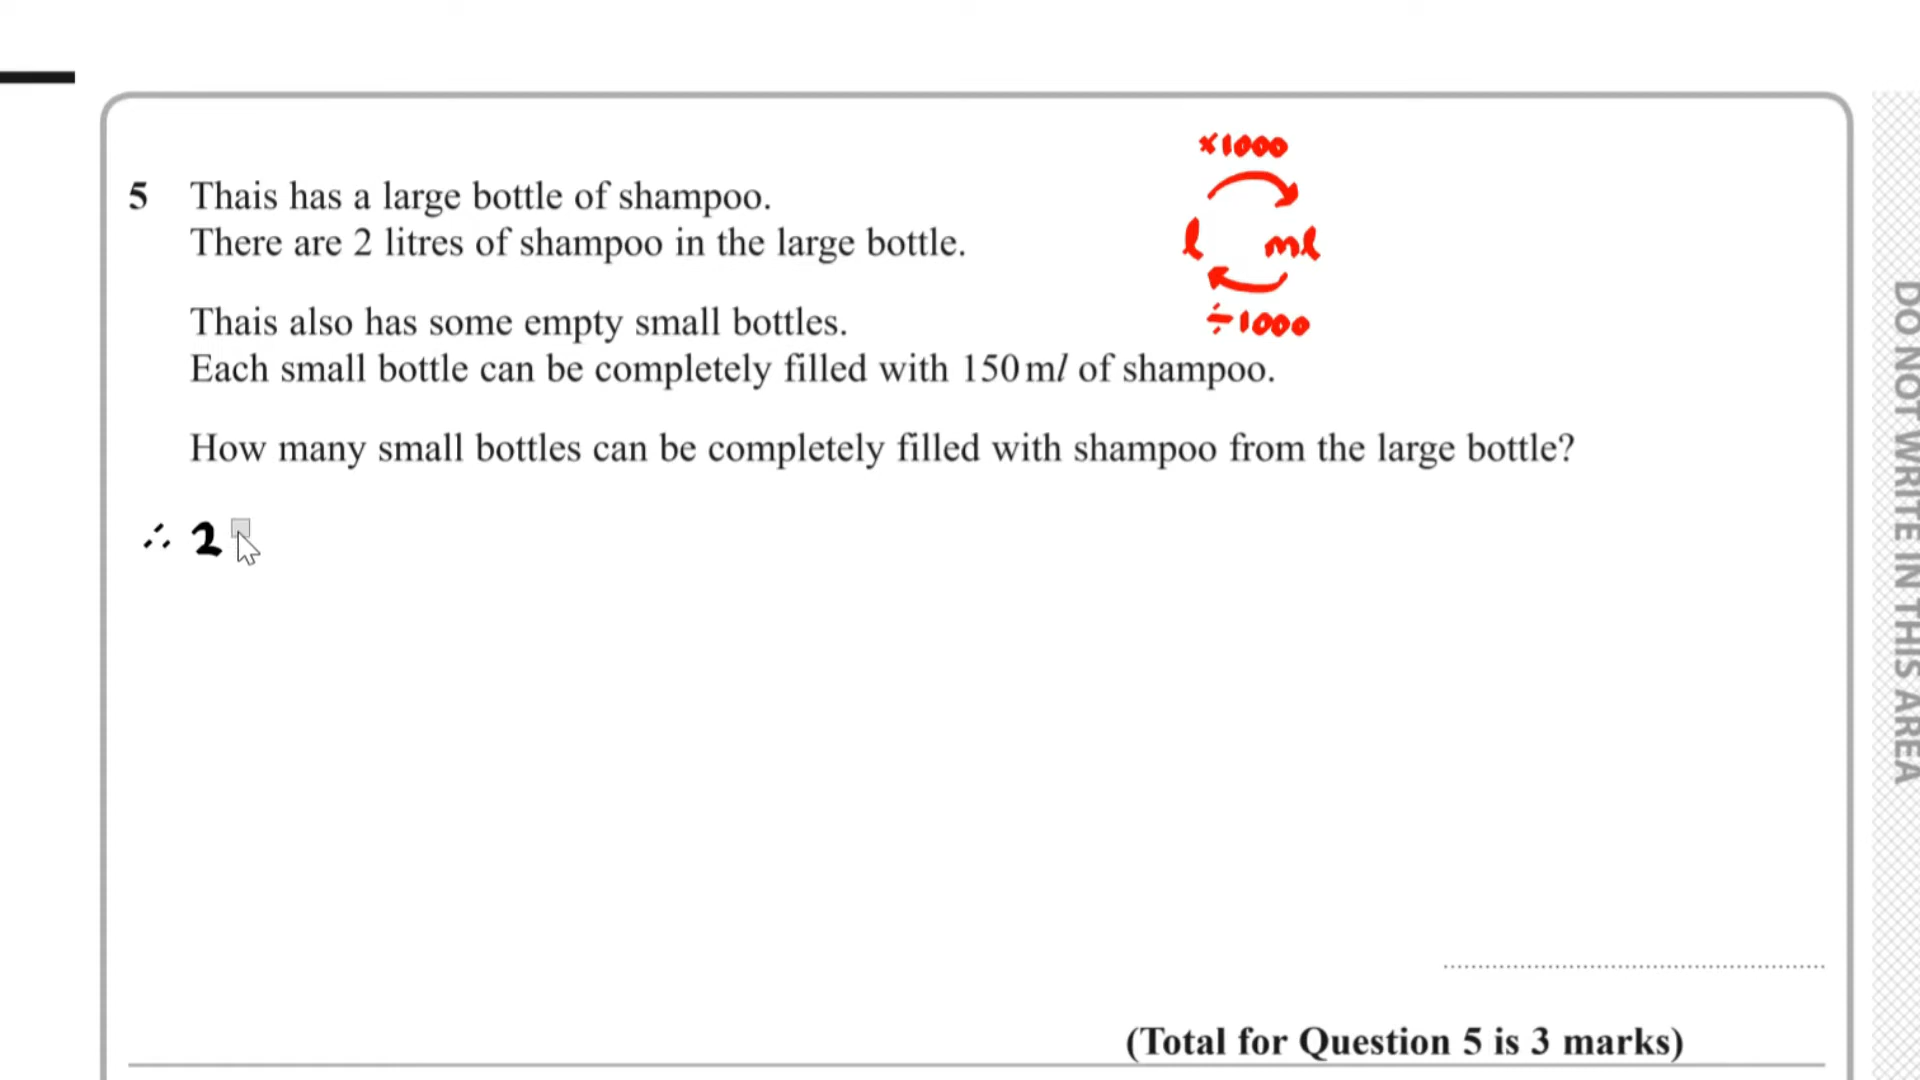 ×1000
5 Thais has a large bottle of shampoo.
There are 2 litres of shampoo in the large bottle.
l ml
÷1000
Thais also has some empty small bottles.
Each small bottle can be completely filled with 150 ml of shampoo.
How many small bottles can be completely filled with shampoo from the large bottle?
∴ 2
(Total for Question 5 is 3 marks)
DO NOT WRITE IN THIS AREA